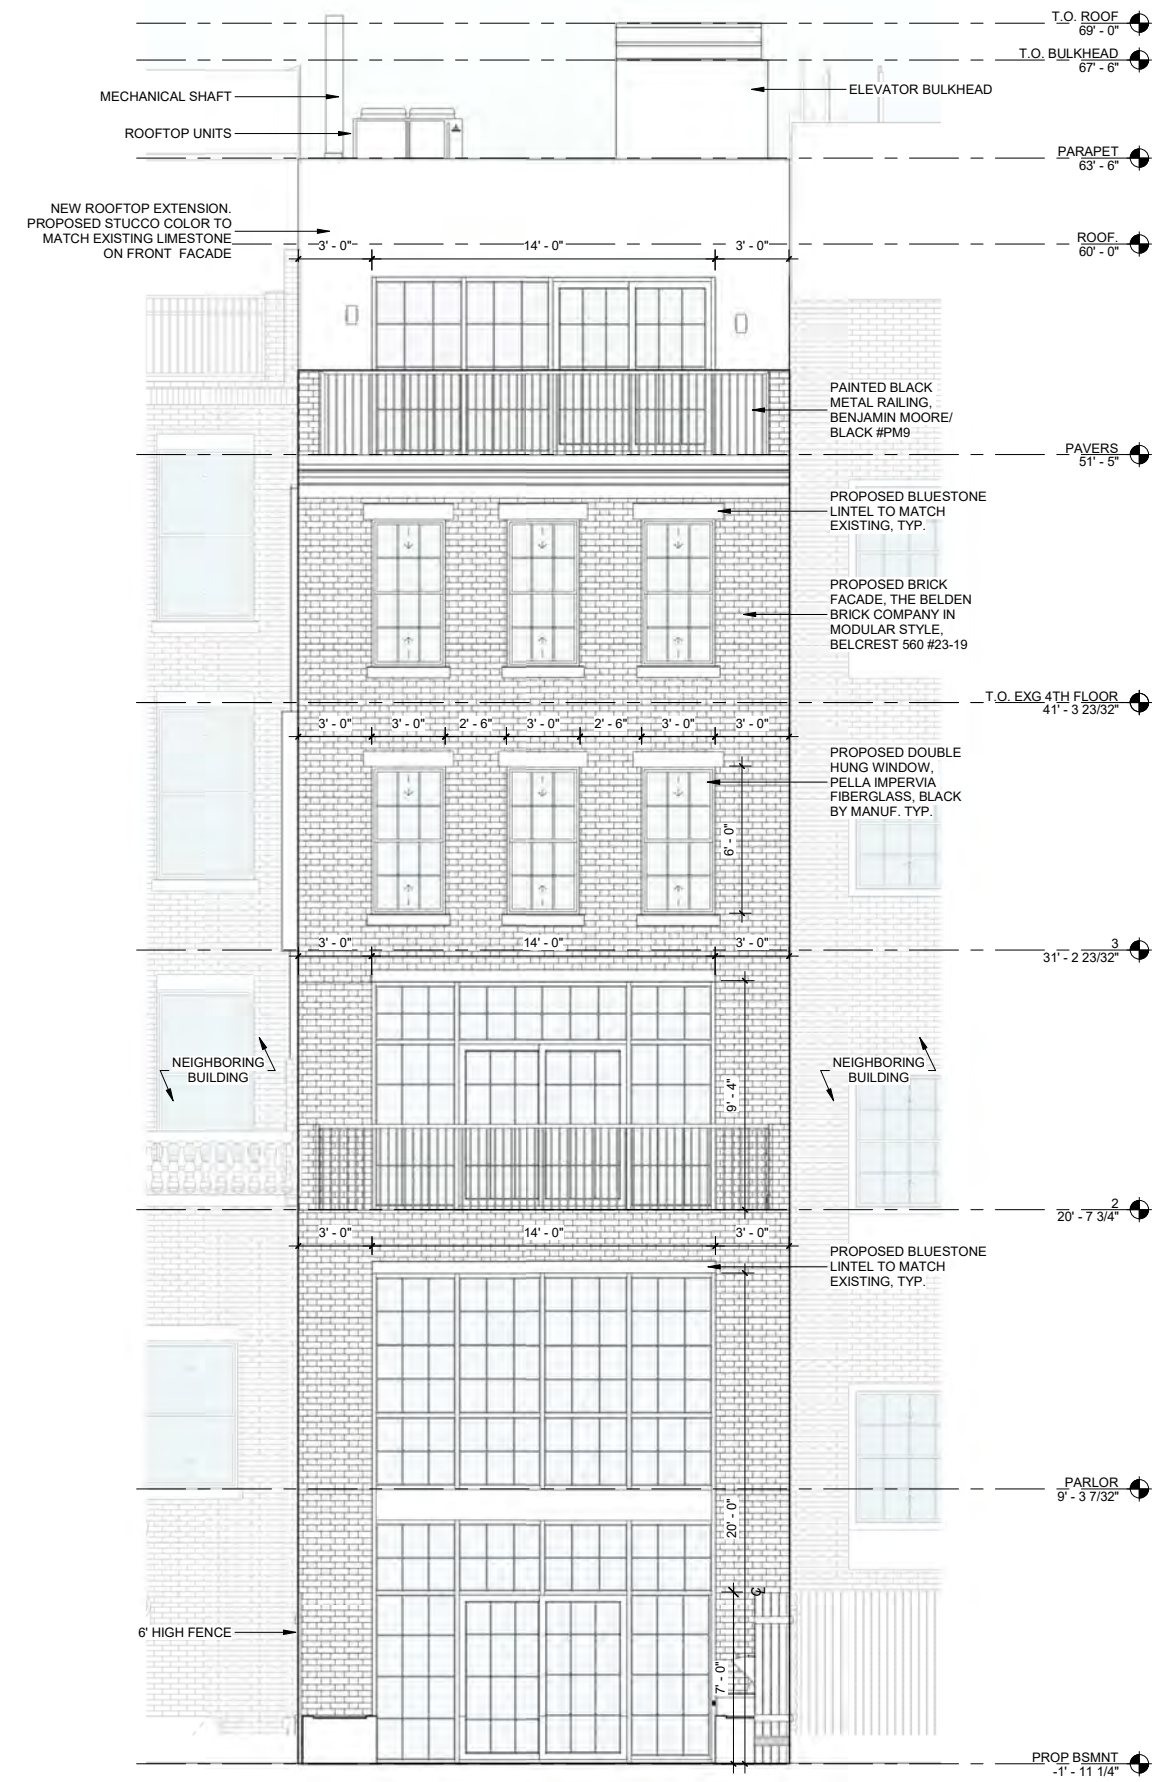 T.O. ROOF
69' - 0"
T.O. BULKHEAD
67' - 6"
MECHANICAL SHAFT
ELEVATOR BULKHEAD
ROOFTOP UNITS
PARAPET
63' - 6"
NEW ROOFTOP EXTENSION.
PROPOSED STUCCO COLOR TO
MATCH EXISTING LIMESTONE
ON FRONT FACADE
ROOF.
60' - 0"
3' - 0" 14' - 0" 3' - 0"
PAINTED BLACK
METAL RAILING,
BENJAMIN MOORE/
BLACK #PM9
PAVERS
51' - 5"
PROPOSED BLUESTONE
LINTEL TO MATCH
EXISTING, TYP.
PROPOSED BRICK
FACADE, THE BELDEN
BRICK COMPANY IN
MODULAR STYLE,
BELCREST 560 #23-19
T.O. EXG 4TH FLOOR
41' - 3 23/32"
3' - 0" 3' - 0" 2' - 6" 3' - 0" 2' - 6" 3' - 0" 3' - 0"
PROPOSED DOUBLE
HUNG WINDOW,
PELLA IMPERVIA
FIBERGLASS, BLACK
BY MANUF. TYP.
6' - 0"
3' - 0" 14' - 0" 3' - 0"
3
31' - 2 23/32"
NEIGHBORING
BUILDING
9' - 4"
NEIGHBORING
BUILDING
2
20' - 7 3/4"
3' - 0" 14' - 0" 3' - 0"
PROPOSED BLUESTONE
LINTEL TO MATCH
EXISTING, TYP.
PARLOR
9' - 3 7/32"
20' - 0"
6' HIGH FENCE
7' - 0"
PROP BSMNT
-1' - 11 1/4"